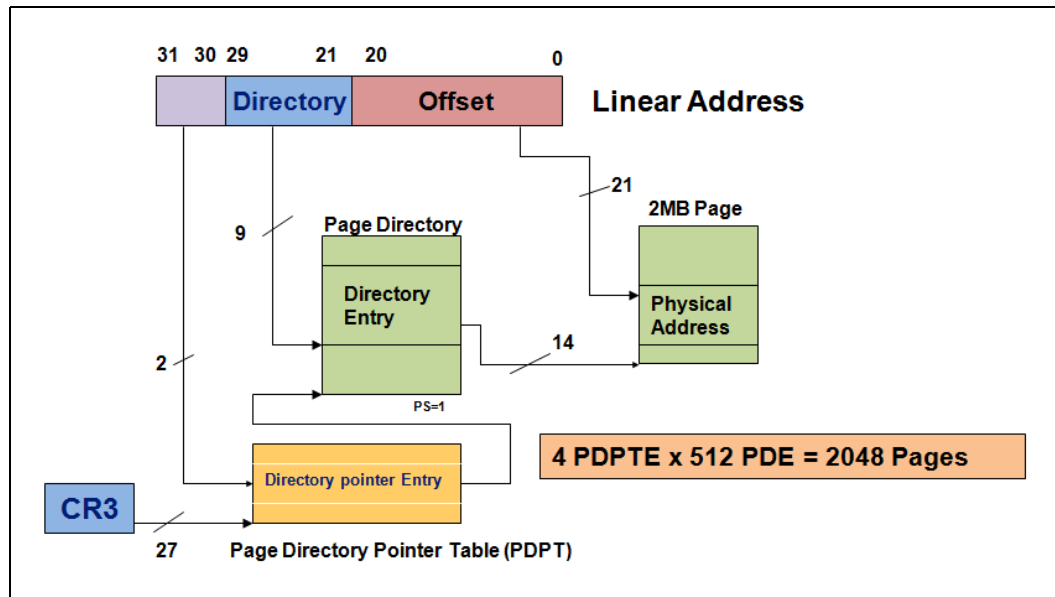 31 30 29 21 20 0
Directory Offset Linear Address
21
2MB Page
9
Page Directory
Directory
Entry
Physical
Address
14
2
PS=1
4 PDPTE x 512 PDE = 2048 Pages
Directory pointer Entry
CR3
27
Page Directory Pointer Table (PDPT)